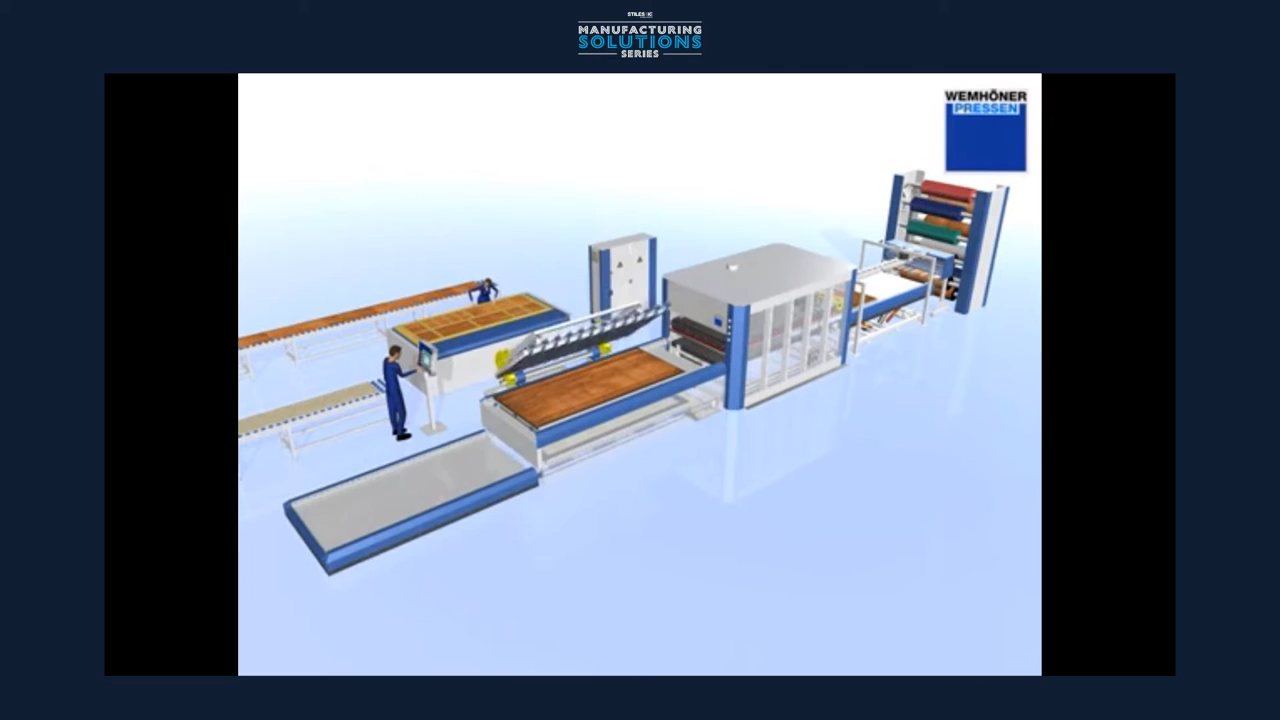 STILES
MANUFACTURING
SOLUTIONS
SERIES
WEMHÖNER
PRESSEN